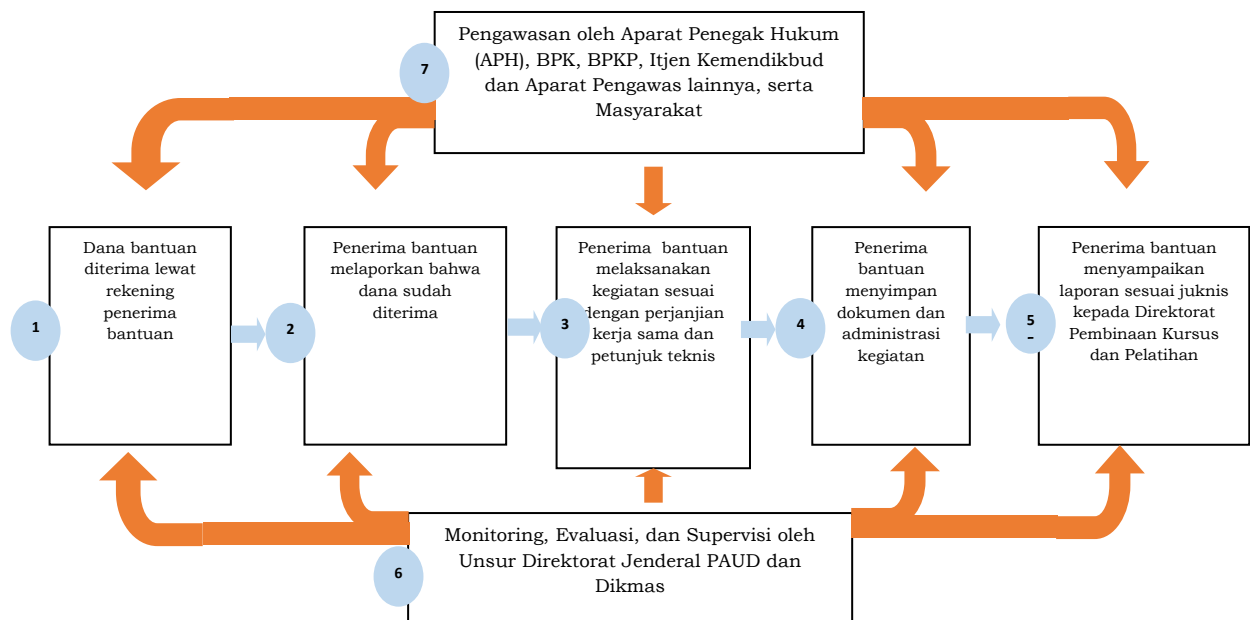 Pengawasan oleh Aparat Penegak Hukum
(APH), BPK, BPKP, Itjen Kemendikbud
dan Aparat Pengawas lainnya, serta
Masyarakat
7
Dana bantuan
diterima lewat
rekening
penerima
bantuan
1
Penerima bantuan
melaporkan bahwa
dana sudah
diterima
2
Penerima bantuan
melaksanakan
kegiatan sesuai
dengan perjanjian
kerja sama dan
petunjuk teknis
3
Penerima
bantuan
menyimpan
dokumen dan
administrasi
kegiatan
4
Penerima bantuan
menyampaikan
laporan sesuai juknis
kepada Direktorat
Pembinaan Kursus
dan Pelatihan
5
-
Monitoring, Evaluasi, dan Supervisi oleh
Unsur Direktorat Jenderal PAUD dan
Dikmas
6